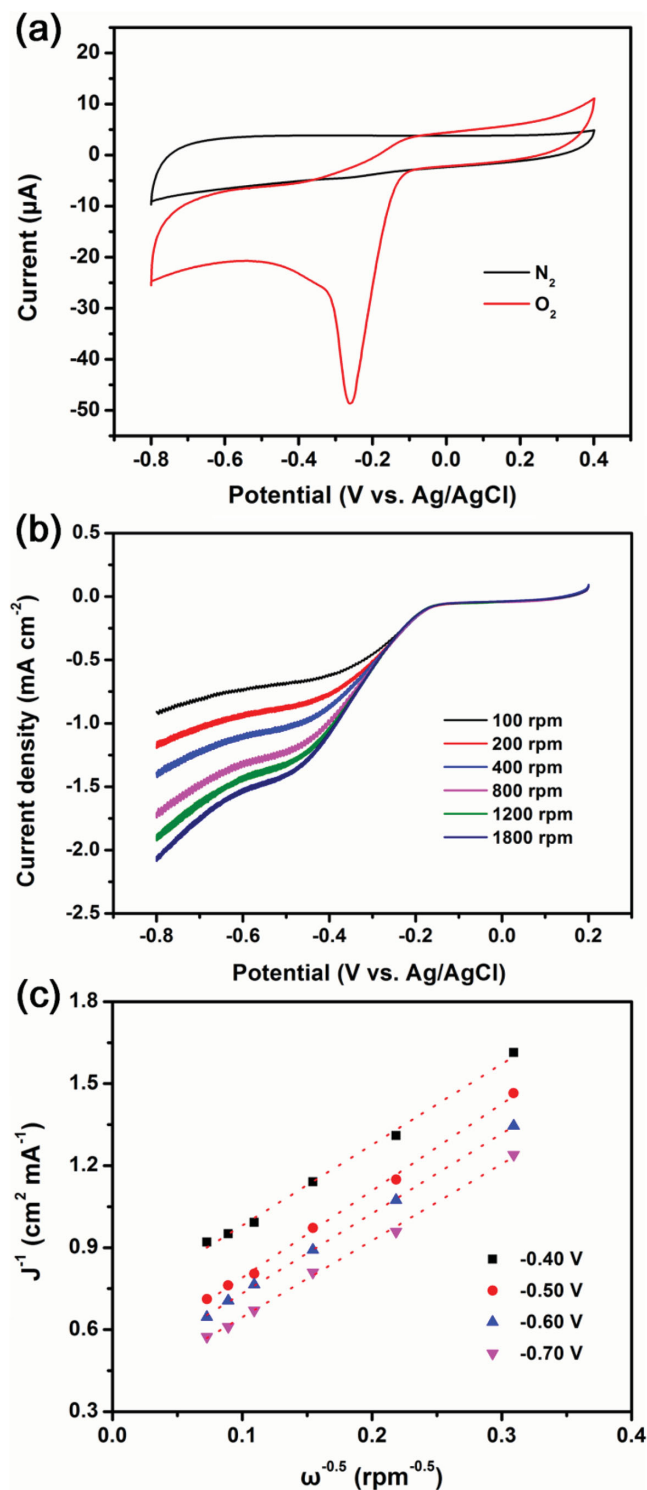 (a)
20
10
0
-10
-20
-30
-40
-50
Current (µA)
N₂
O₂
-0.8 -0.6 -0.4 -0.2 0.0 0.2 0.4
Potential (V vs. Ag/AgCl)
(b)
0.5
0.0
-0.5
-1.0
-1.5
-2.0
-2.5
Current density (mA cm⁻²)
100 rpm
200 rpm
400 rpm
800 rpm
1200 rpm
1800 rpm
-0.8 -0.6 -0.4 -0.2 0.0 0.2
Potential (V vs. Ag/AgCl)
(c)
1.8
1.5
1.2
0.9
0.6
0.3
J⁻¹ (cm² mA⁻¹)
-0.40 V
-0.50 V
-0.60 V
-0.70 V
0.0 0.1 0.2 0.3 0.4
ω⁻⁰·⁵ (rpm⁻⁰·⁵)